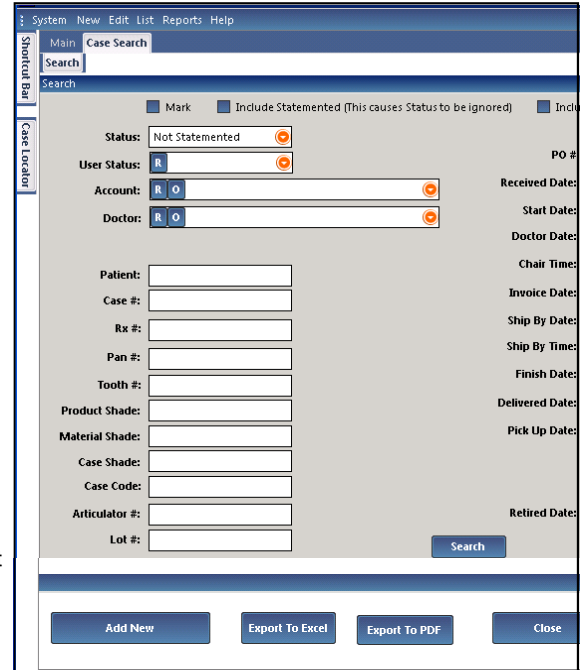 System New Edit List Reports Help
Shortcut Bar
Case Locator
Main Case Search
Search
Search
Mark Include Statemented (This causes Status to be ignored) Inclu
Status: Not Statemented
User Status: R
PO #
Account: R O
Received Date:
Doctor: R O
Start Date:
Doctor Date:
Chair Time:
Patient:
Case #:
Invoice Date:
Rx #:
Ship By Date:
Pan #:
Ship By Time:
Tooth #:
Finish Date:
Product Shade:
Delivered Date:
Material Shade:
Pick Up Date:
Case Shade:
Case Code:
Articulator #:
Retired Date:
Lot #:
Search
:
Add New Export To Excel Export To PDF Close